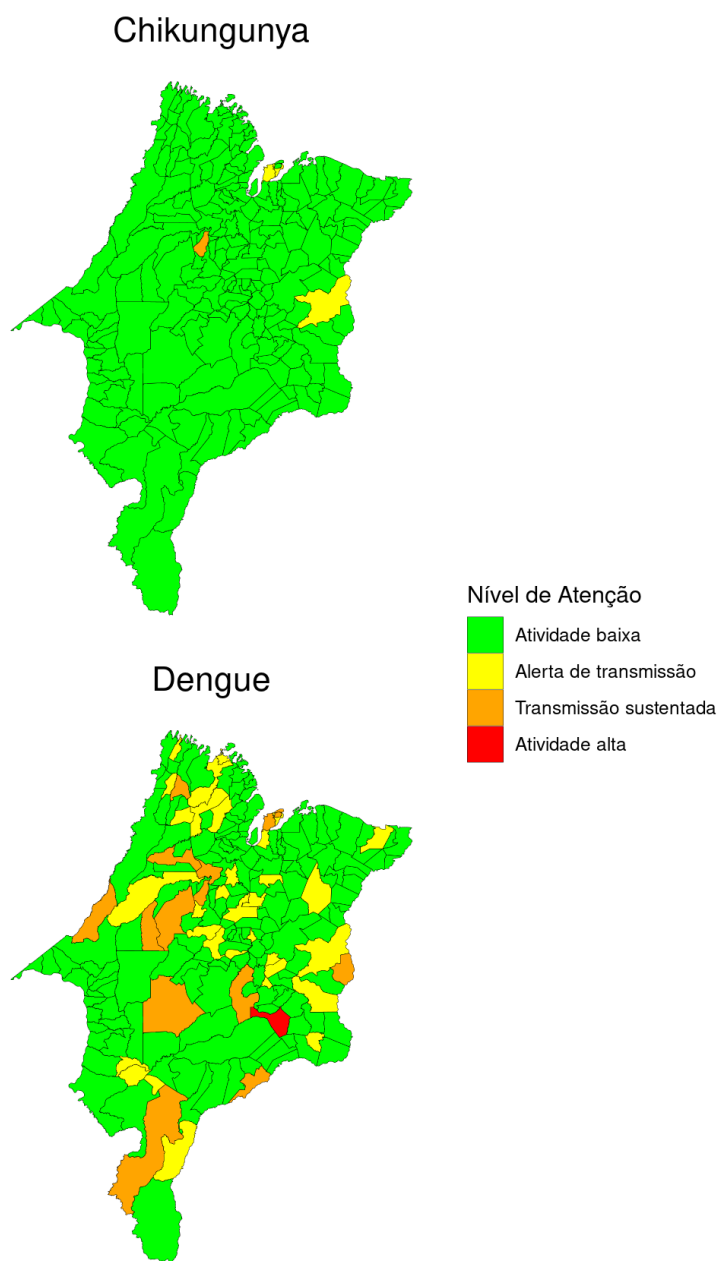 Chikungunya
Nível de Atenção
Atividade baixa
Alerta de transmissão
Transmissão sustentada
Atividade alta
Dengue